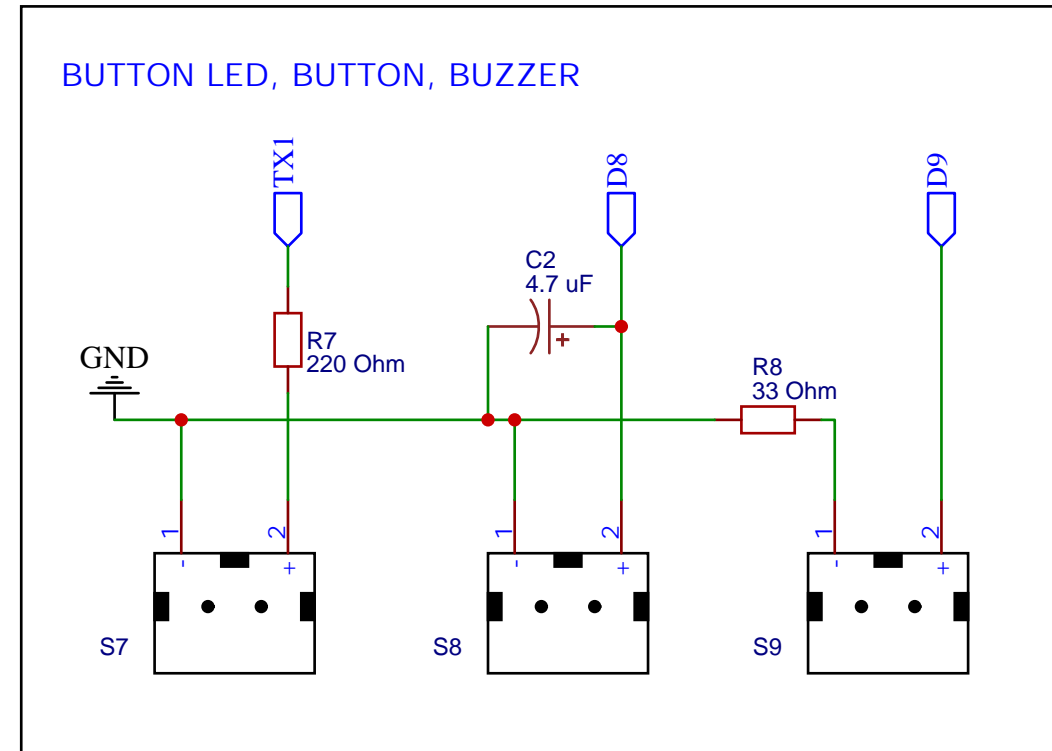 BUTTON LED, BUTTON, BUZZER
TX1
D8
D9
C2
4.7 uF
R7
220 Ohm
GND
R8
33 Ohm
+
1
2
1
2
1
2
-
+
-
+
-
+
S7
S8
S9